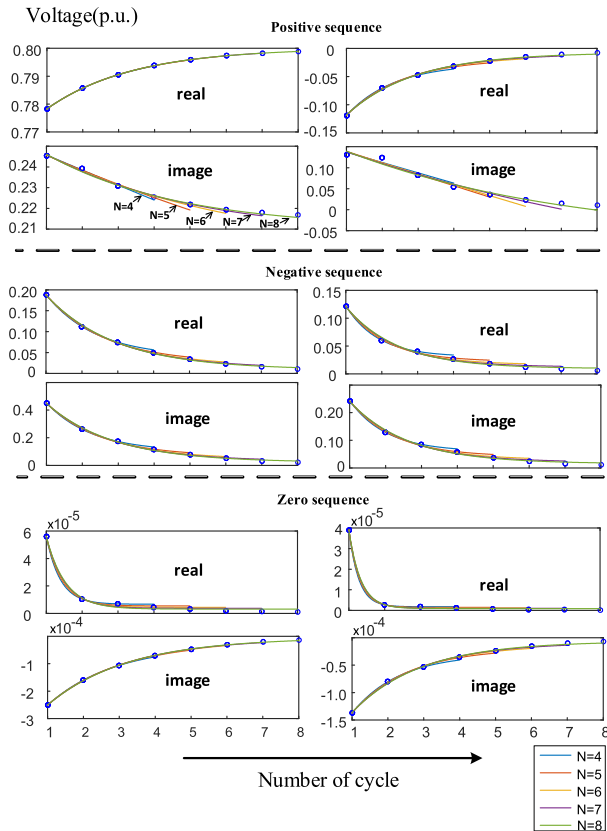 Voltage(p.u.)
Positive sequence
0.80
0.79
0.78
0.77
real
0
-0.05
-0.10
-0.15
real
0.24
0.23
0.22
0.21
image
N=4
N=5
N=6
N=7
N=8
0.10
0.05
0
-0.05
image
Negative sequence
0.20
0.15
0.10
0.05
0
real
0.15
0.10
0.05
0
real
0.4
0.2
0
image
0.20
0.10
0
image
Zero sequence
x10^-5
6
4
2
0
real
x10^-5
4
3
2
1
0
real
x10^-4
-1
-2
-3
image
1 2 3 4 5 6 7 8
x10^-4
-0.5
-1.0
-1.5
image
1 2 3 4 5 6 7 8
Number of cycle
N=4
N=5
N=6
N=7
N=8